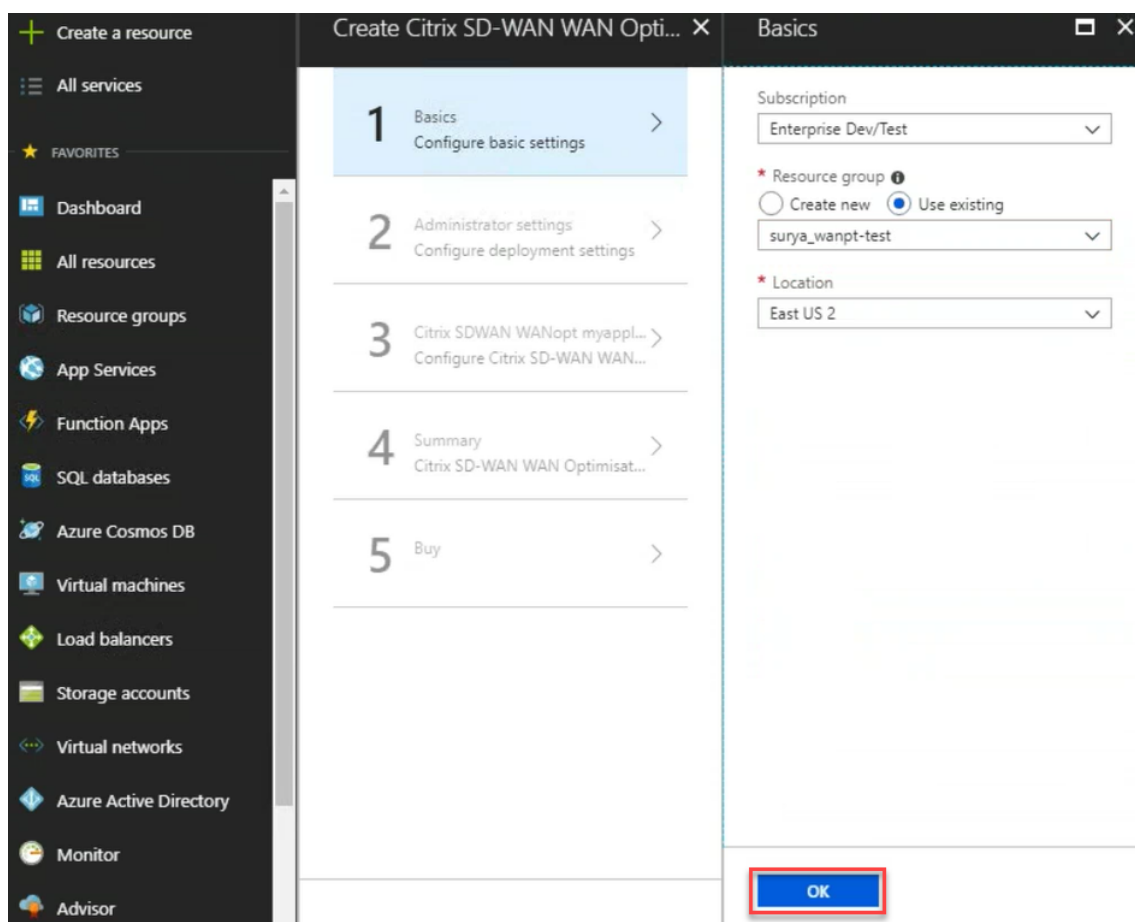 Create a resource
All services
FAVORITES
Dashboard
All resources
Resource groups
App Services
Function Apps
SQL databases
Azure Cosmos DB
Virtual machines
Load balancers
Storage accounts
Virtual networks
Azure Active Directory
Monitor
Advisor
Create Citrix SD-WAN WAN Opti...
1
Basics
Configure basic settings
2
Administrator settings
Configure deployment settings
3
Citrix SDWAN WANopt myappl...
Configure Citrix SD-WAN WAN...
4
Summary
Citrix SD-WAN WAN Optimisat...
5
Buy
Basics
Subscription
Enterprise Dev/Test
* Resource group
Create new Use existing
surya_wanpt-test
* Location
East US 2
OK